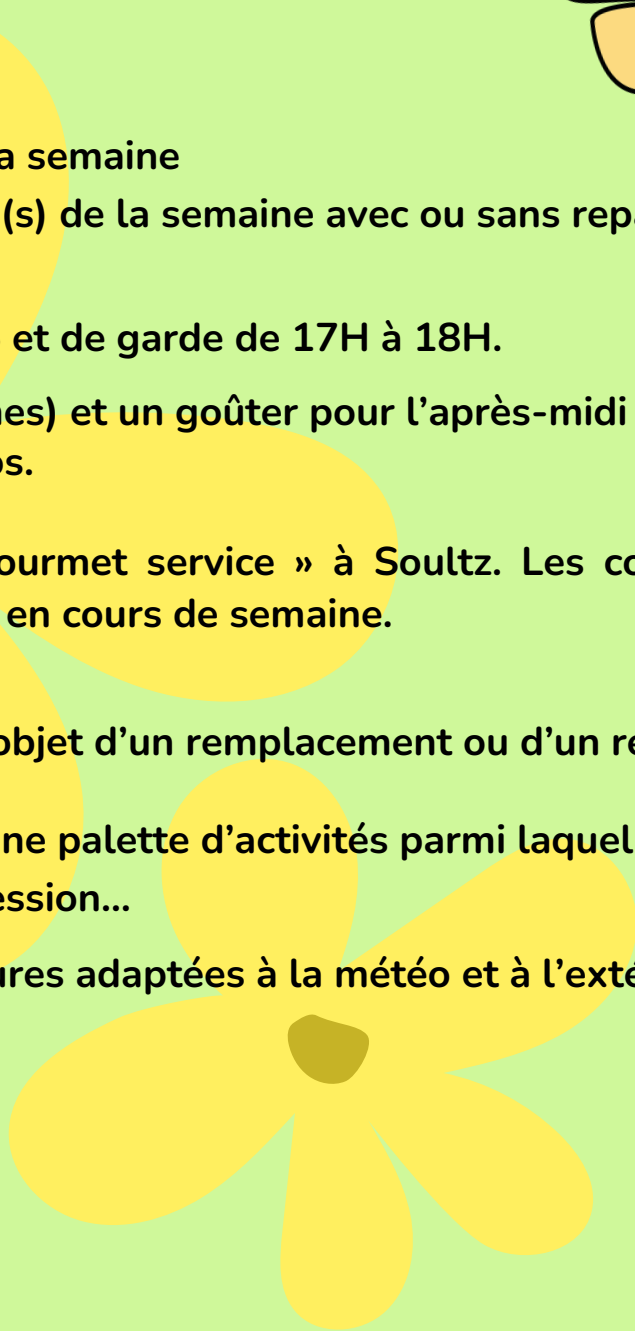 a semaine
(s) de la semaine avec ou sans repa
et de garde de 17H à 18H.
nes) et un goûter pour l’après-midi
os.
ourmet service » à Soultz. Les co
en cours de semaine.
objet d’un remplacement ou d’un re
ne palette d’activités parmi laquel
ession...
ures adaptées à la météo et à l’exté